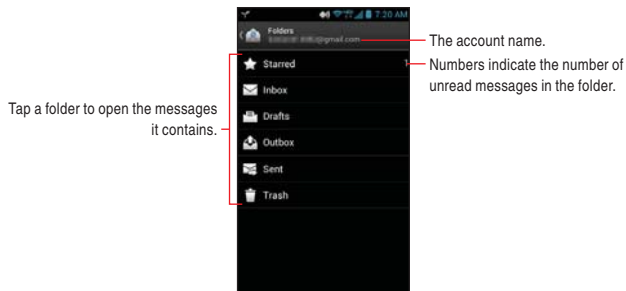 7:20 AM
Folders
@gmail.com
The account name.
Starred 1
Numbers indicate the number of
unread messages in the folder.
Inbox
Tap a folder to open the messages
it contains.
Drafts
Outbox
Sent
Trash